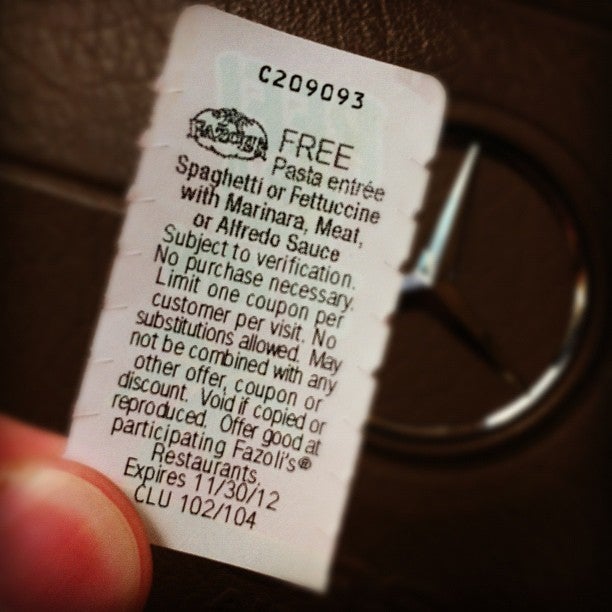 C209093
FAZOLI'S
FREE
Pasta entrée
Spaghetti or Fettuccine
with Marinara, Meat,
or Alfredo Sauce
Subject to verification.
No purchase necessary.
Limit one coupon per
customer per visit. No
substitutions allowed. May
not be combined with any
other offer, coupon or
discount. Void if copied or
reproduced. Offer good at
participating Fazoli's®
Restaurants.
Expires 11/30/12
CLU 102/104